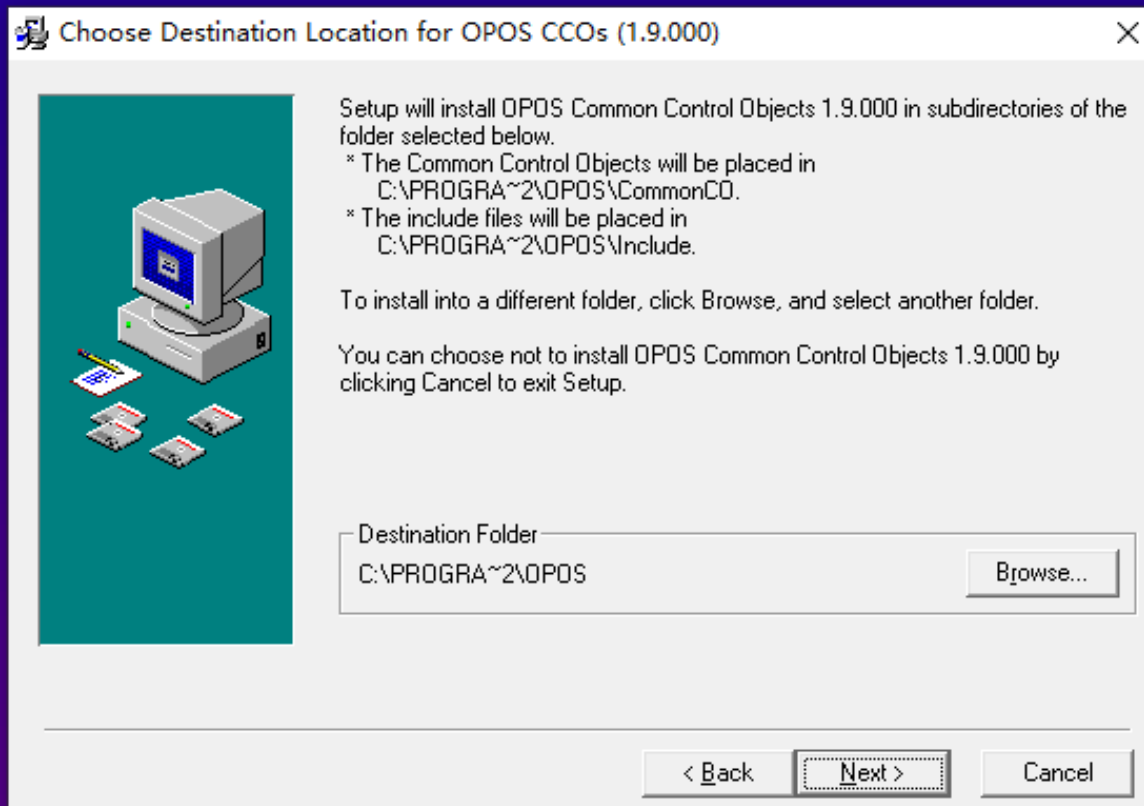 Choose Destination Location for OPOS CCOs (1.9.000)
Setup will install OPOS Common Control Objects 1.9.000 in subdirectories of the
folder selected below.
* The Common Control Objects will be placed in
C:\PROGRA~2\OPOS\CommonCO.
* The include files will be placed in
C:\PROGRA~2\OPOS\Include.
To install into a different folder, click Browse, and select another folder.
You can choose not to install OPOS Common Control Objects 1.9.000 by
clicking Cancel to exit Setup.
Destination Folder
C:\PROGRA~2\OPOS
Browse...
< Back
Next >
Cancel